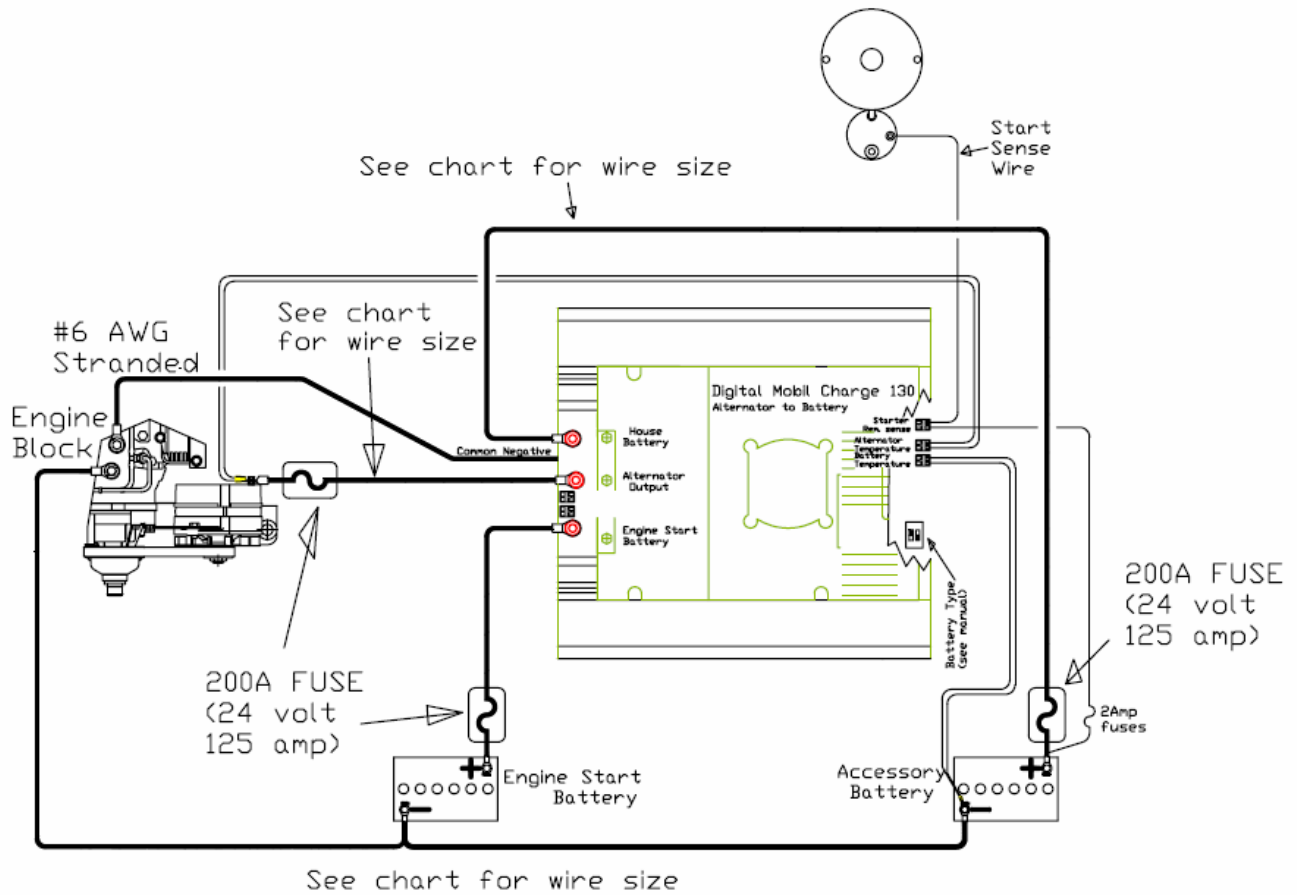 Start
Sense
Wire
See chart for wire size
See chart
for wire size
#6 AWG
Stranded
Engine
Block
Digital Mobil Charge 130
Alternator to Battery
Starter
Rem. sense
Alternator
Temperature
Battery
Temperature
House
Battery
Common Negative
Alternator
Output
Engine Start
Battery
Battery Type
(see manual)
200A FUSE
(24 volt
125 amp)
200A FUSE
(24 volt
125 amp)
2Amp
fuses
Engine Start
Battery
Accessory
Battery
See chart for wire size